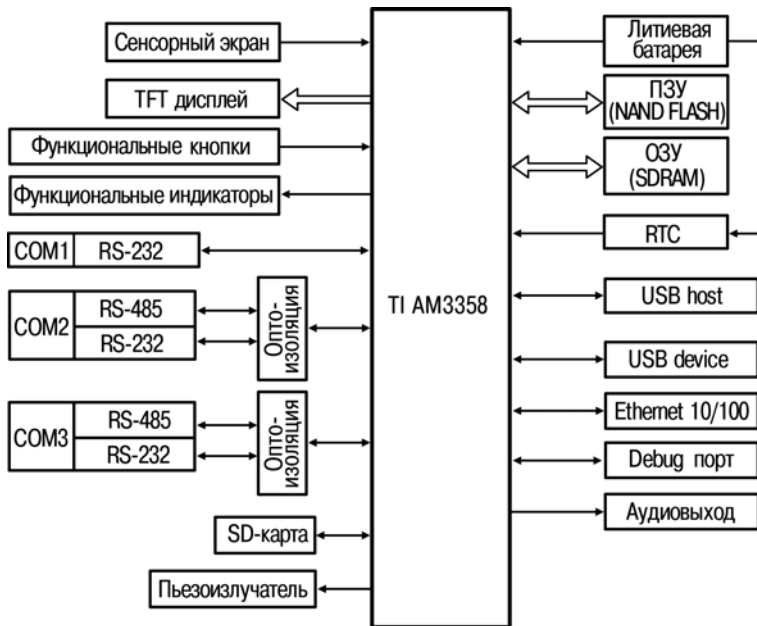 Сенсорный экран
TFT дисплей
Функциональные кнопки
Функциональные индикаторы
COM1 RS-232
COM2
RS-485
RS-232
Опто-
изоляция
COM3
RS-485
RS-232
Опто-
изоляция
SD-карта
Пьезоизлучатель
TI AM3358
Литиевая
батарея
ПЗУ
(NAND FLASH)
ОЗУ
(SDRAM)
RTC
USB host
USB device
Ethernet 10/100
Debug порт
Аудиовыход